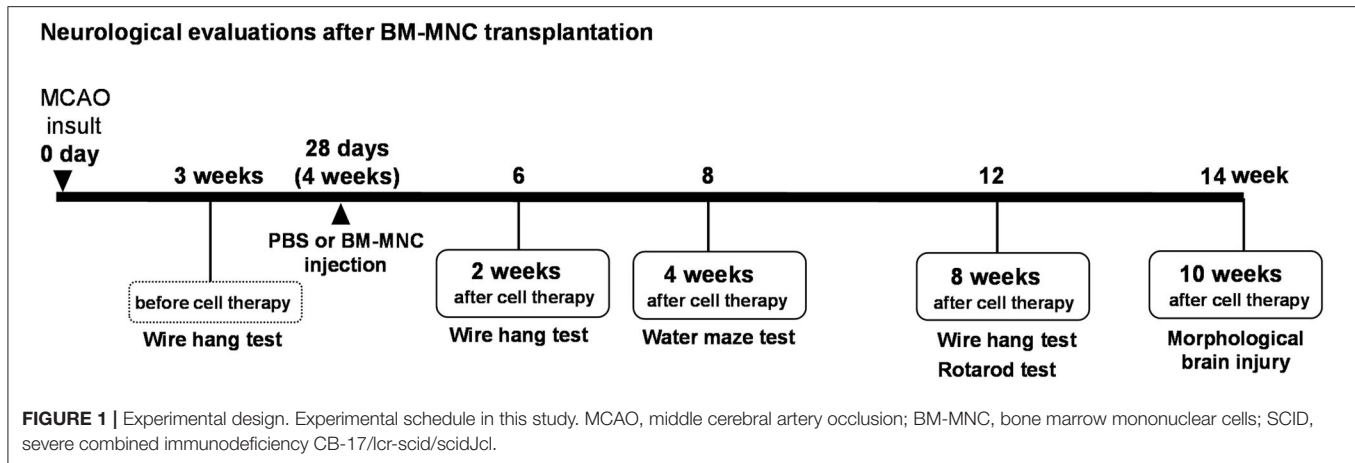 Neurological evaluations after BM-MNC transplantation
MCAO
insult
0 day
3 weeks
28 days
(4 weeks)
6
8
12
14 week
PBS or BM-MNC
injection
before cell therapy
Wire hang test
2 weeks
after cell therapy
Wire hang test
4 weeks
after cell therapy
Water maze test
8 weeks
after cell therapy
Wire hang test
Rotarod test
10 weeks
after cell therapy
Morphological
brain injury
FIGURE 1 | Experimental design. Experimental schedule in this study. MCAO, middle cerebral artery occlusion; BM-MNC, bone marrow mononuclear cells; SCID,
severe combined immunodeficiency CB-17/lcr-scid/scidJcl.